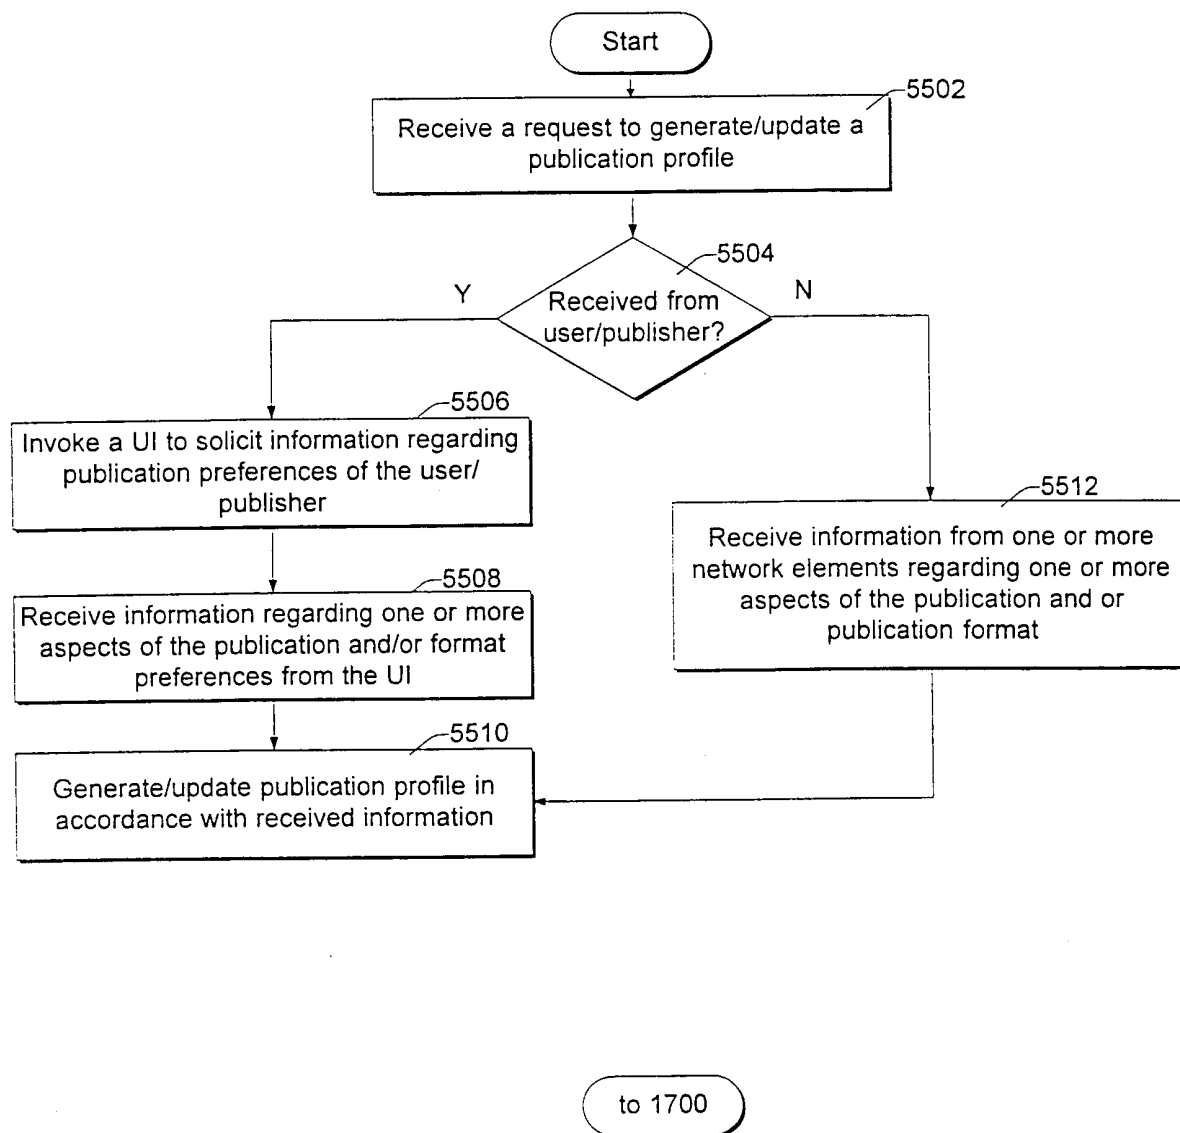 Start
5502
Receive a request to generate/update a
publication profile
5504
Y
N
Received from
user/publisher?
5506
Invoke a UI to solicit information regarding
publication preferences of the user/
publisher
5512
Receive information from one or more
network elements regarding one or more
aspects of the publication and or
publication format
5508
Receive information regarding one or more
aspects of the publication and/or format
preferences from the UI
5510
Generate/update publication profile in
accordance with received information
to 1700